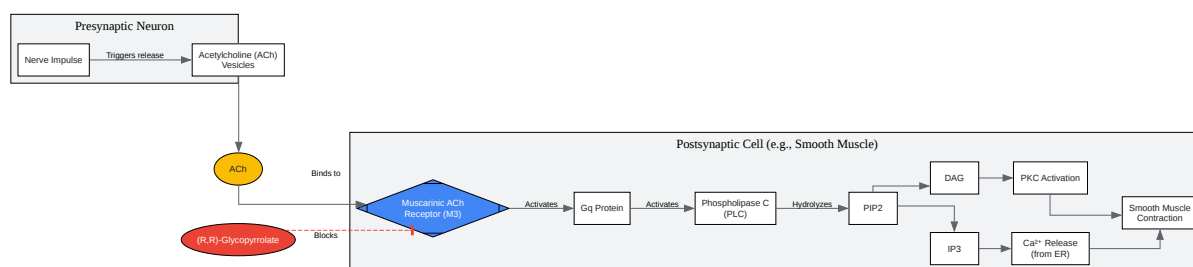 Presynaptic Neuron
Nerve Impulse
Triggers release
Acetylcholine (ACh)
Vesicles
ACh
Binds to
(R,R)-Glycopyrrolate
Blocks
Postsynaptic Cell (e.g., Smooth Muscle)
Muscarinic ACh
Receptor (M3)
Activates
Gq Protein
Activates
Phospholipase C
(PLC)
Hydrolyzes
PIP2
DAG
PKC Activation
IP3
Ca²⁺ Release
(from ER)
Smooth Muscle
Contraction